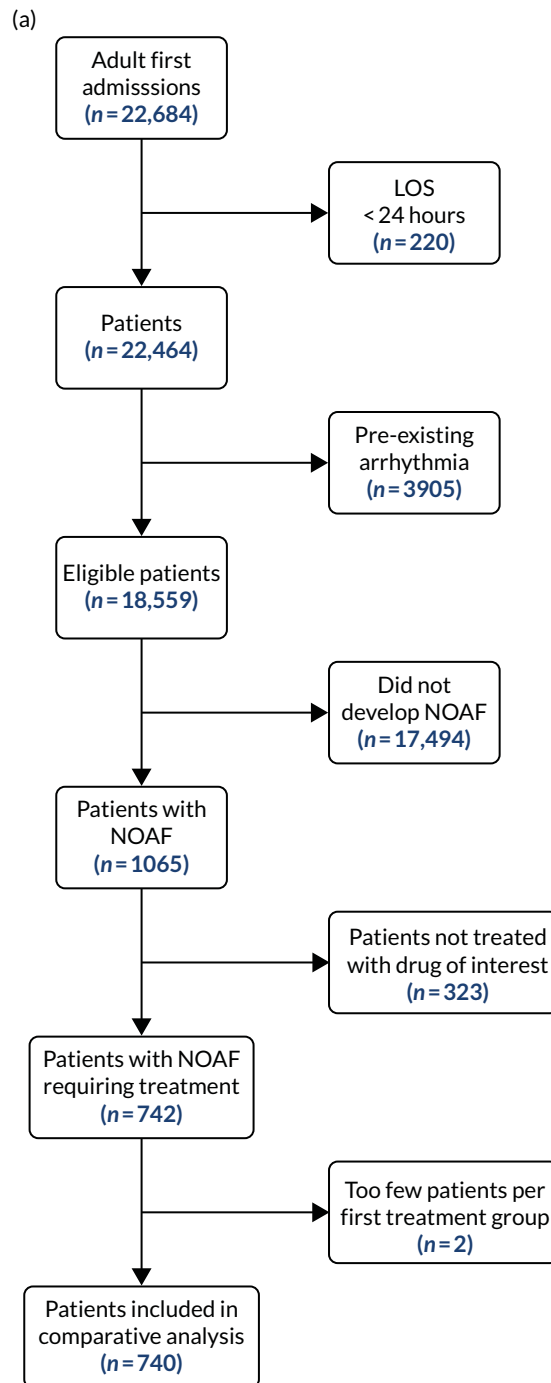 (a)
Adult first
admisssions
(n = 22,684)
LOS
< 24 hours
(n = 220)
Patients
(n = 22,464)
Pre-existing
arrhythmia
(n = 3905)
Eligible patients
(n = 18,559)
Did not
develop NOAF
(n = 17,494)
Patients with
NOAF
(n = 1065)
Patients not treated
with drug of interest
(n = 323)
Patients with NOAF
requiring treatment
(n = 742)
Too few patients per
first treatment group
(n = 2)
Patients included in
comparative analysis
(n = 740)